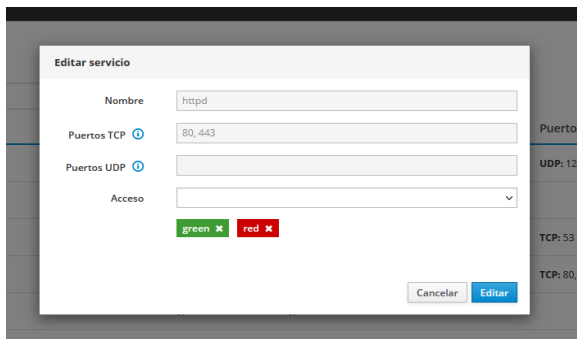 Editar servicio
Nombre
httpd
Puertos TCP
80, 443
Puertos UDP
Acceso
green ×
red ×
Cancelar
Editar
Puerto
UDP: 12
TCP: 53
TCP: 80,